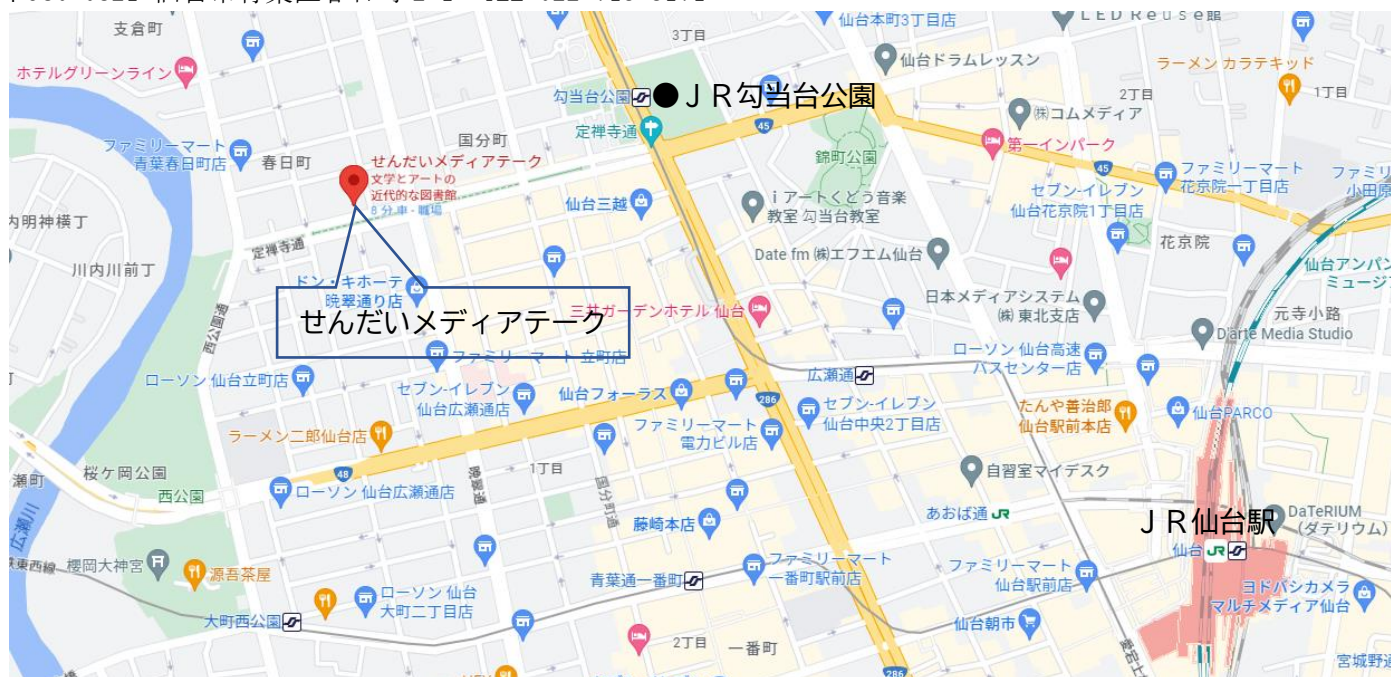 支倉町
ホテルグリーンライン
3丁目
仙台本町3丁目店
LED Reuse館
仙台ドラムレッスン
ラーメン カラテキッド
勾当台公園
●ＪＲ勾当台公園
2丁目
1丁目
㈱コムメディア
定禅寺通
45
国分町
ファミリーマート
青葉春日町店
春日町
せんだいメディアテーク
文学とアートの
近代的な図書館
8 分 車 - 職場
錦町公園
第一インパーク
45
ファミリーマート
花京院一丁目店
ファミリ
小田原
セブン-イレブン
仙台花京院1丁目店
仙台三越
i アートくどう音楽
教室 勾当台教室
内明神横丁
定禅寺通
川内川前丁
Date fm ㈱エフエム仙台
花京院
仙台アンパン
ミュージ
ドン・キホーテ
晩翠通り店
せんだいメディアテーク
三井ガーデンホテル 仙台
日本メディアシステム
㈱ 東北支店
元寺小路
D'arte Media Studio
西公園通
ファミリーマート 立町店
ローソン 仙台立町店
セブン-イレブン
仙台広瀬通店
仙台フォーラス
広瀬通
ローソン 仙台高速
バスセンター店
286
ファミリーマート
電力ビル店
セブン-イレブン
仙台中央2丁目店
たんや善治郎
仙台駅前本店
仙台PARCO
ラーメン二郎仙台店
桜ケ岡公園
瀬町
西公園
48
ローソン 仙台広瀬通店
晩翠通
1丁目
国分町通
自習室マイデスク
藤崎本店
あおば通 JR
ＪＲ仙台駅
DaTeRIUM
（ダテリウム）
仙台 JR
広瀬川
東西線
櫻岡大神宮
源吾茶屋
青葉通一番町
ファミリーマート
一番町駅前店
ファミリーマート
仙台駅前店
ヨドバシカメラ
マルチメディア仙台
ローソン 仙台
大町二丁目店
大町西公園
仙台朝市
2丁目
一番町
286
宮城野通